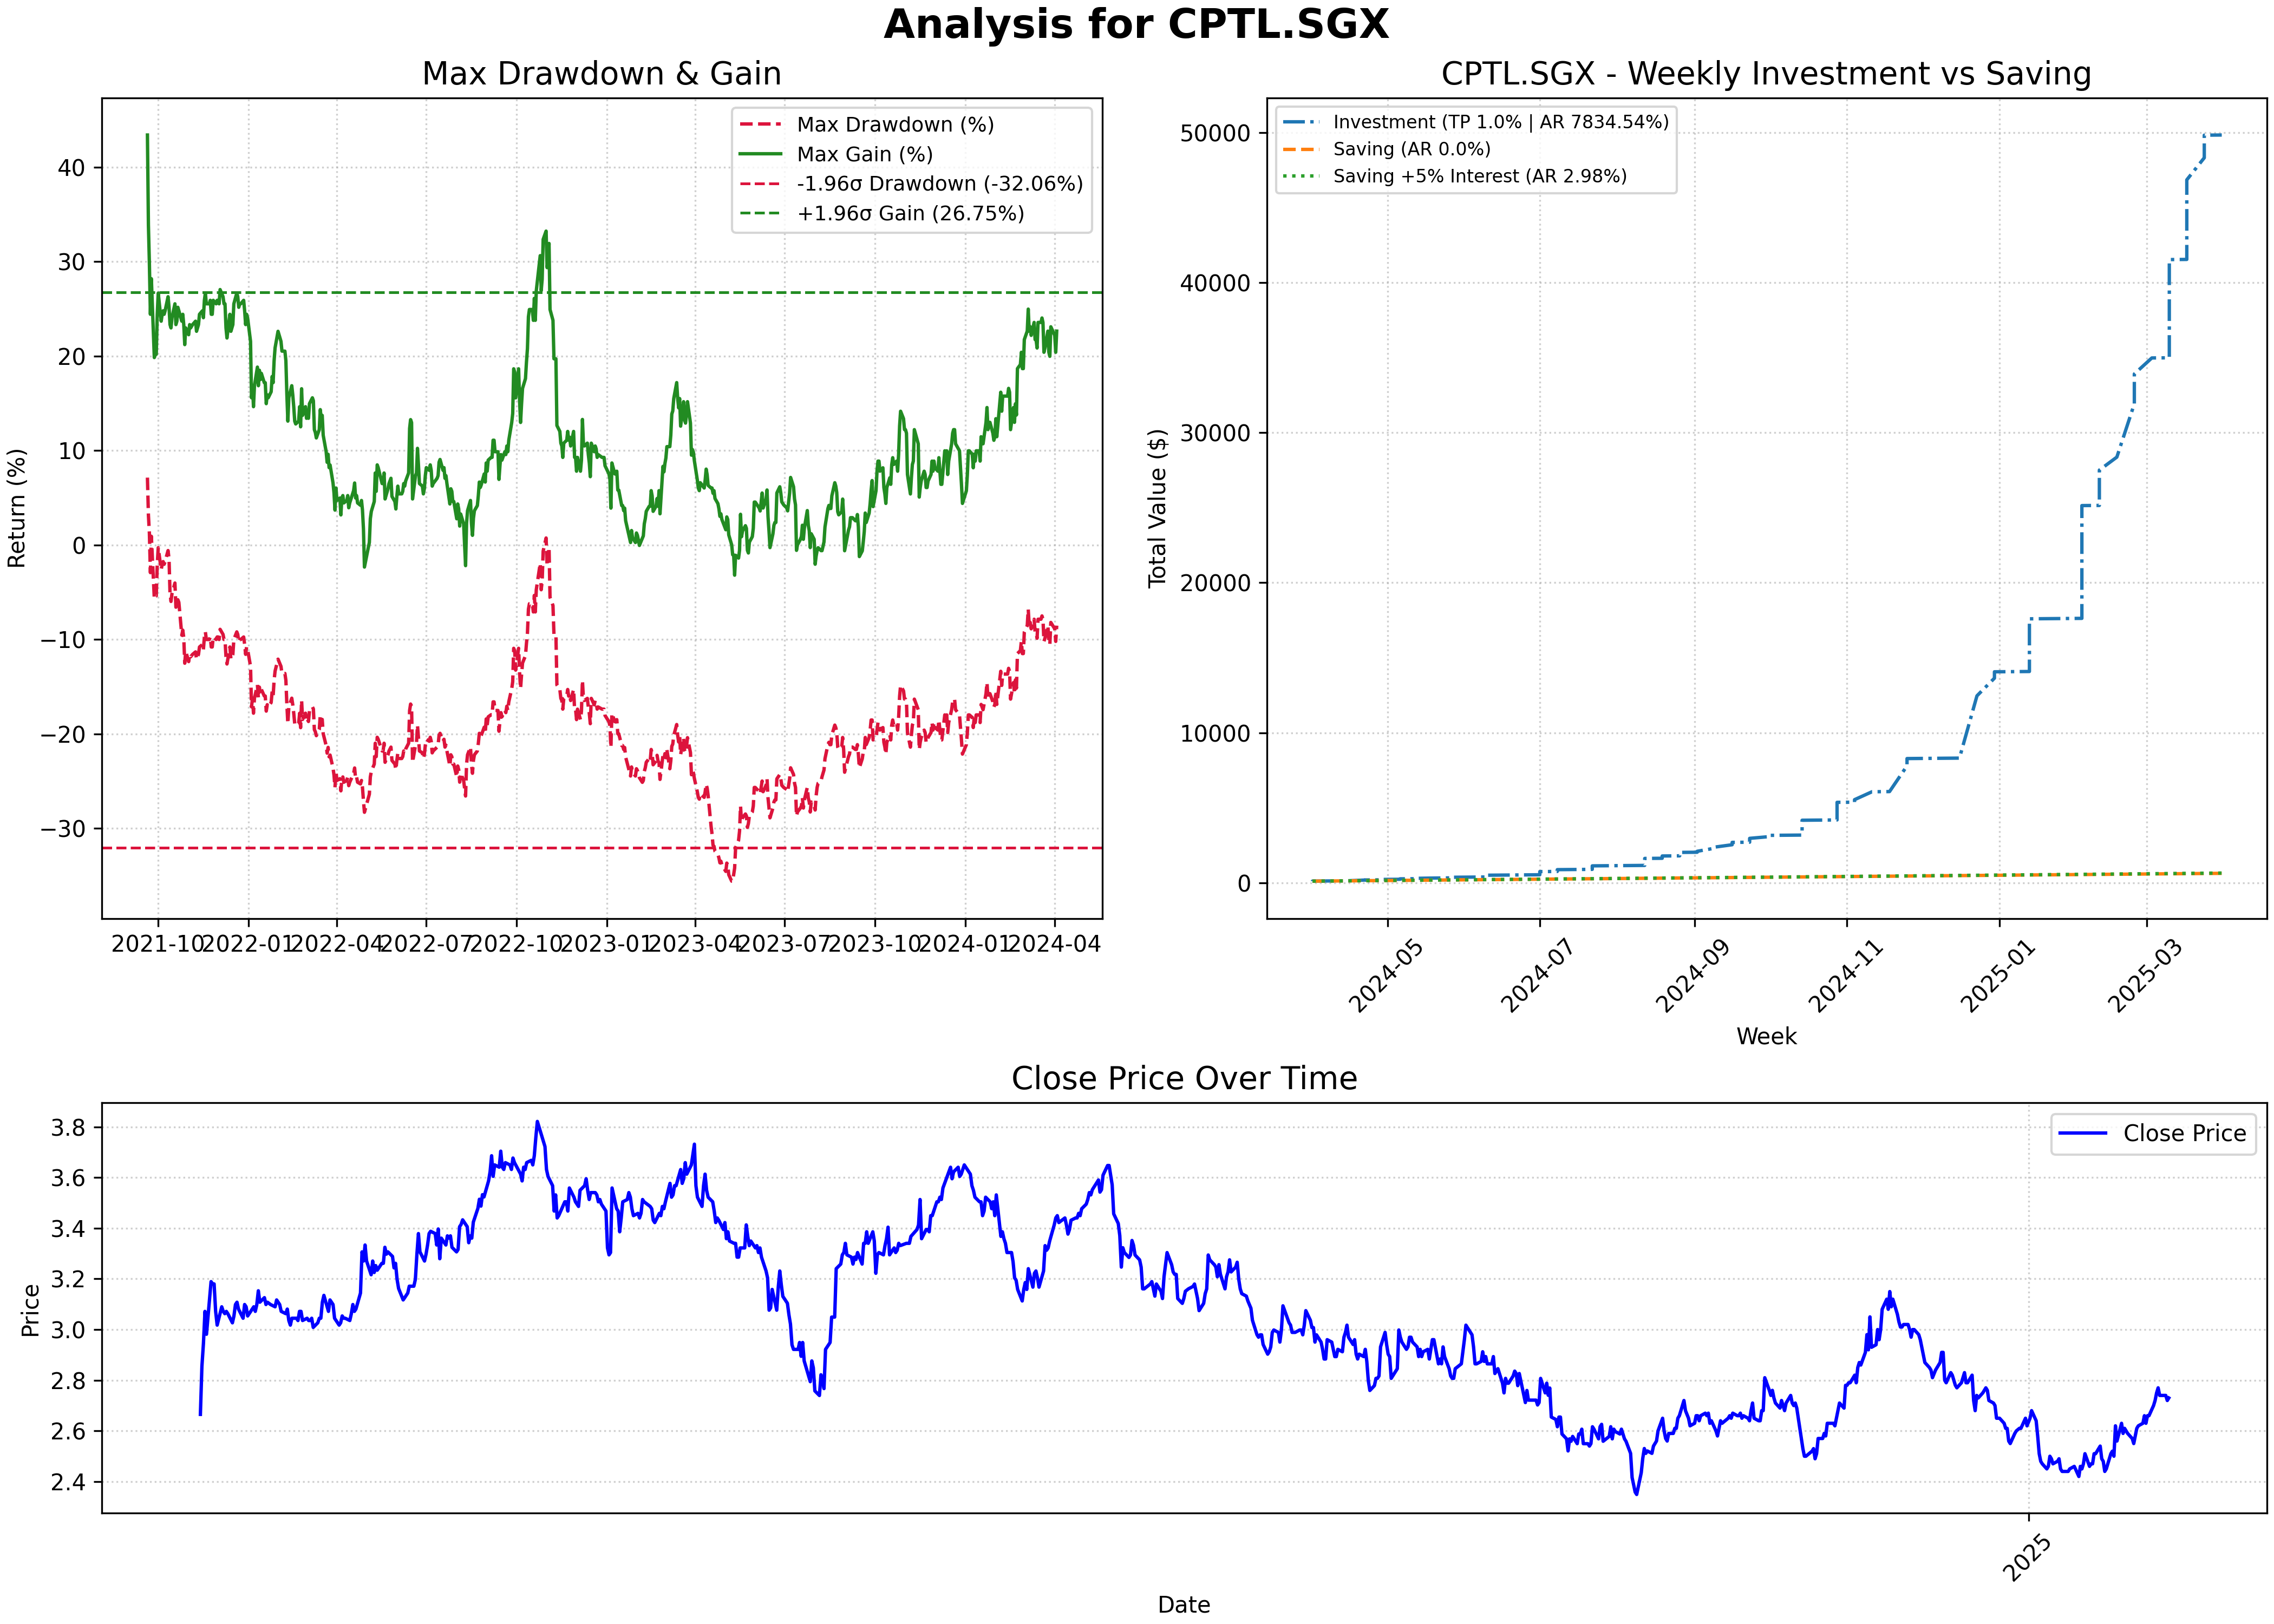 Analysis for CPTL.SGX
Max Drawdown & Gain
Return (%)
40
30
20
10
0
−10
−20
−30
Max Drawdown (%)
Max Gain (%)
-1.96σ Drawdown (-32.06%)
+1.96σ Gain (26.75%)
2021-10
2022-01
2022-04
2022-07
2022-10
2023-01
2023-04
2023-07
2023-10
2024-01
2024-04
CPTL.SGX - Weekly Investment vs Saving
Total Value ($)
50000
40000
30000
20000
10000
0
Investment (TP 1.0% | AR 7834.54%)
Saving (AR 0.0%)
Saving +5% Interest (AR 2.98%)
2024-05
2024-07
2024-09
2024-11
2025-01
2025-03
Week
Close Price Over Time
Price
3.8
3.6
3.4
3.2
3.0
2.8
2.6
2.4
Close Price
2025
Date